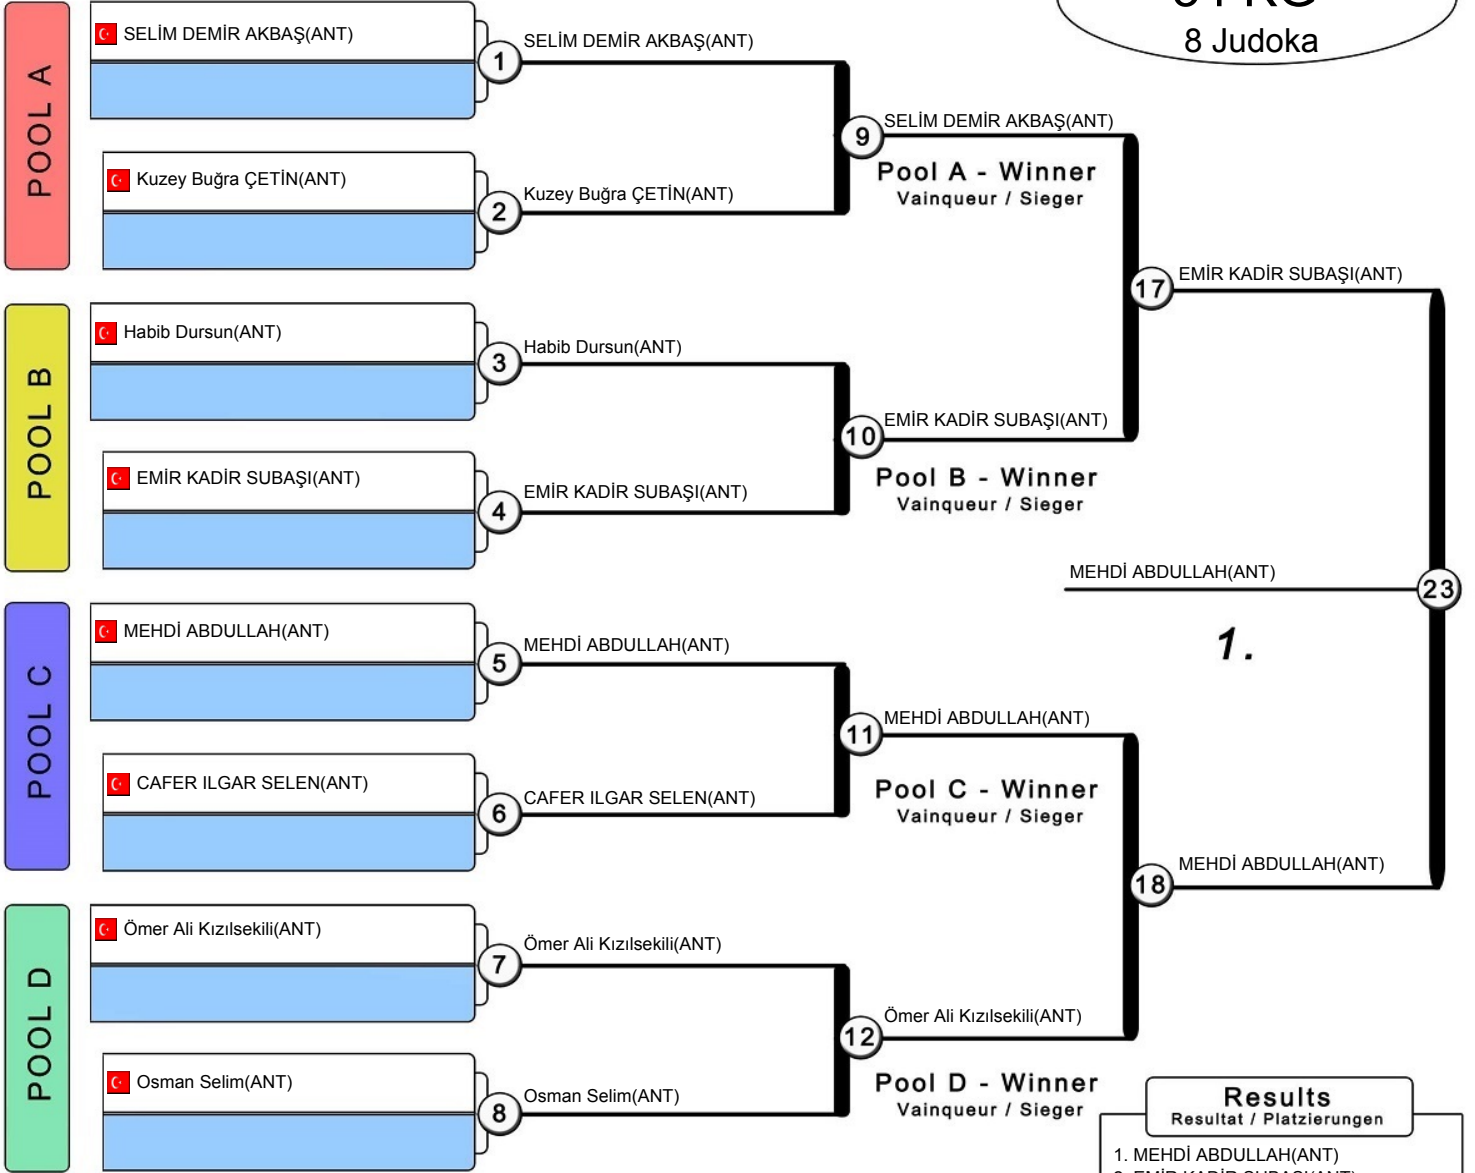 8 Judoka
POOL A
SELİM DEMİR AKBAŞ(ANT)
1
SELİM DEMİR AKBAŞ(ANT)
Kuzey Buğra ÇETİN(ANT)
2
Kuzey Buğra ÇETİN(ANT)
9
SELİM DEMİR AKBAŞ(ANT)
Pool A - Winner
Vainqueur / Sieger
POOL B
Habib Dursun(ANT)
3
Habib Dursun(ANT)
EMİR KADİR SUBAŞI(ANT)
4
EMİR KADİR SUBAŞI(ANT)
10
EMİR KADİR SUBAŞI(ANT)
Pool B - Winner
Vainqueur / Sieger
17
EMİR KADİR SUBAŞI(ANT)
POOL C
MEHDİ ABDULLAH(ANT)
5
MEHDİ ABDULLAH(ANT)
CAFER ILGAR SELEN(ANT)
6
CAFER ILGAR SELEN(ANT)
11
MEHDİ ABDULLAH(ANT)
Pool C - Winner
Vainqueur / Sieger
POOL D
Ömer Ali Kızılsekili(ANT)
7
Ömer Ali Kızılsekili(ANT)
Osman Selim(ANT)
8
Osman Selim(ANT)
12
Ömer Ali Kızılsekili(ANT)
Pool D - Winner
Vainqueur / Sieger
18
MEHDİ ABDULLAH(ANT)
MEHDİ ABDULLAH(ANT)
23
1.
Results
Resultat / Platzierungen
1. MEHDİ ABDULLAH(ANT)